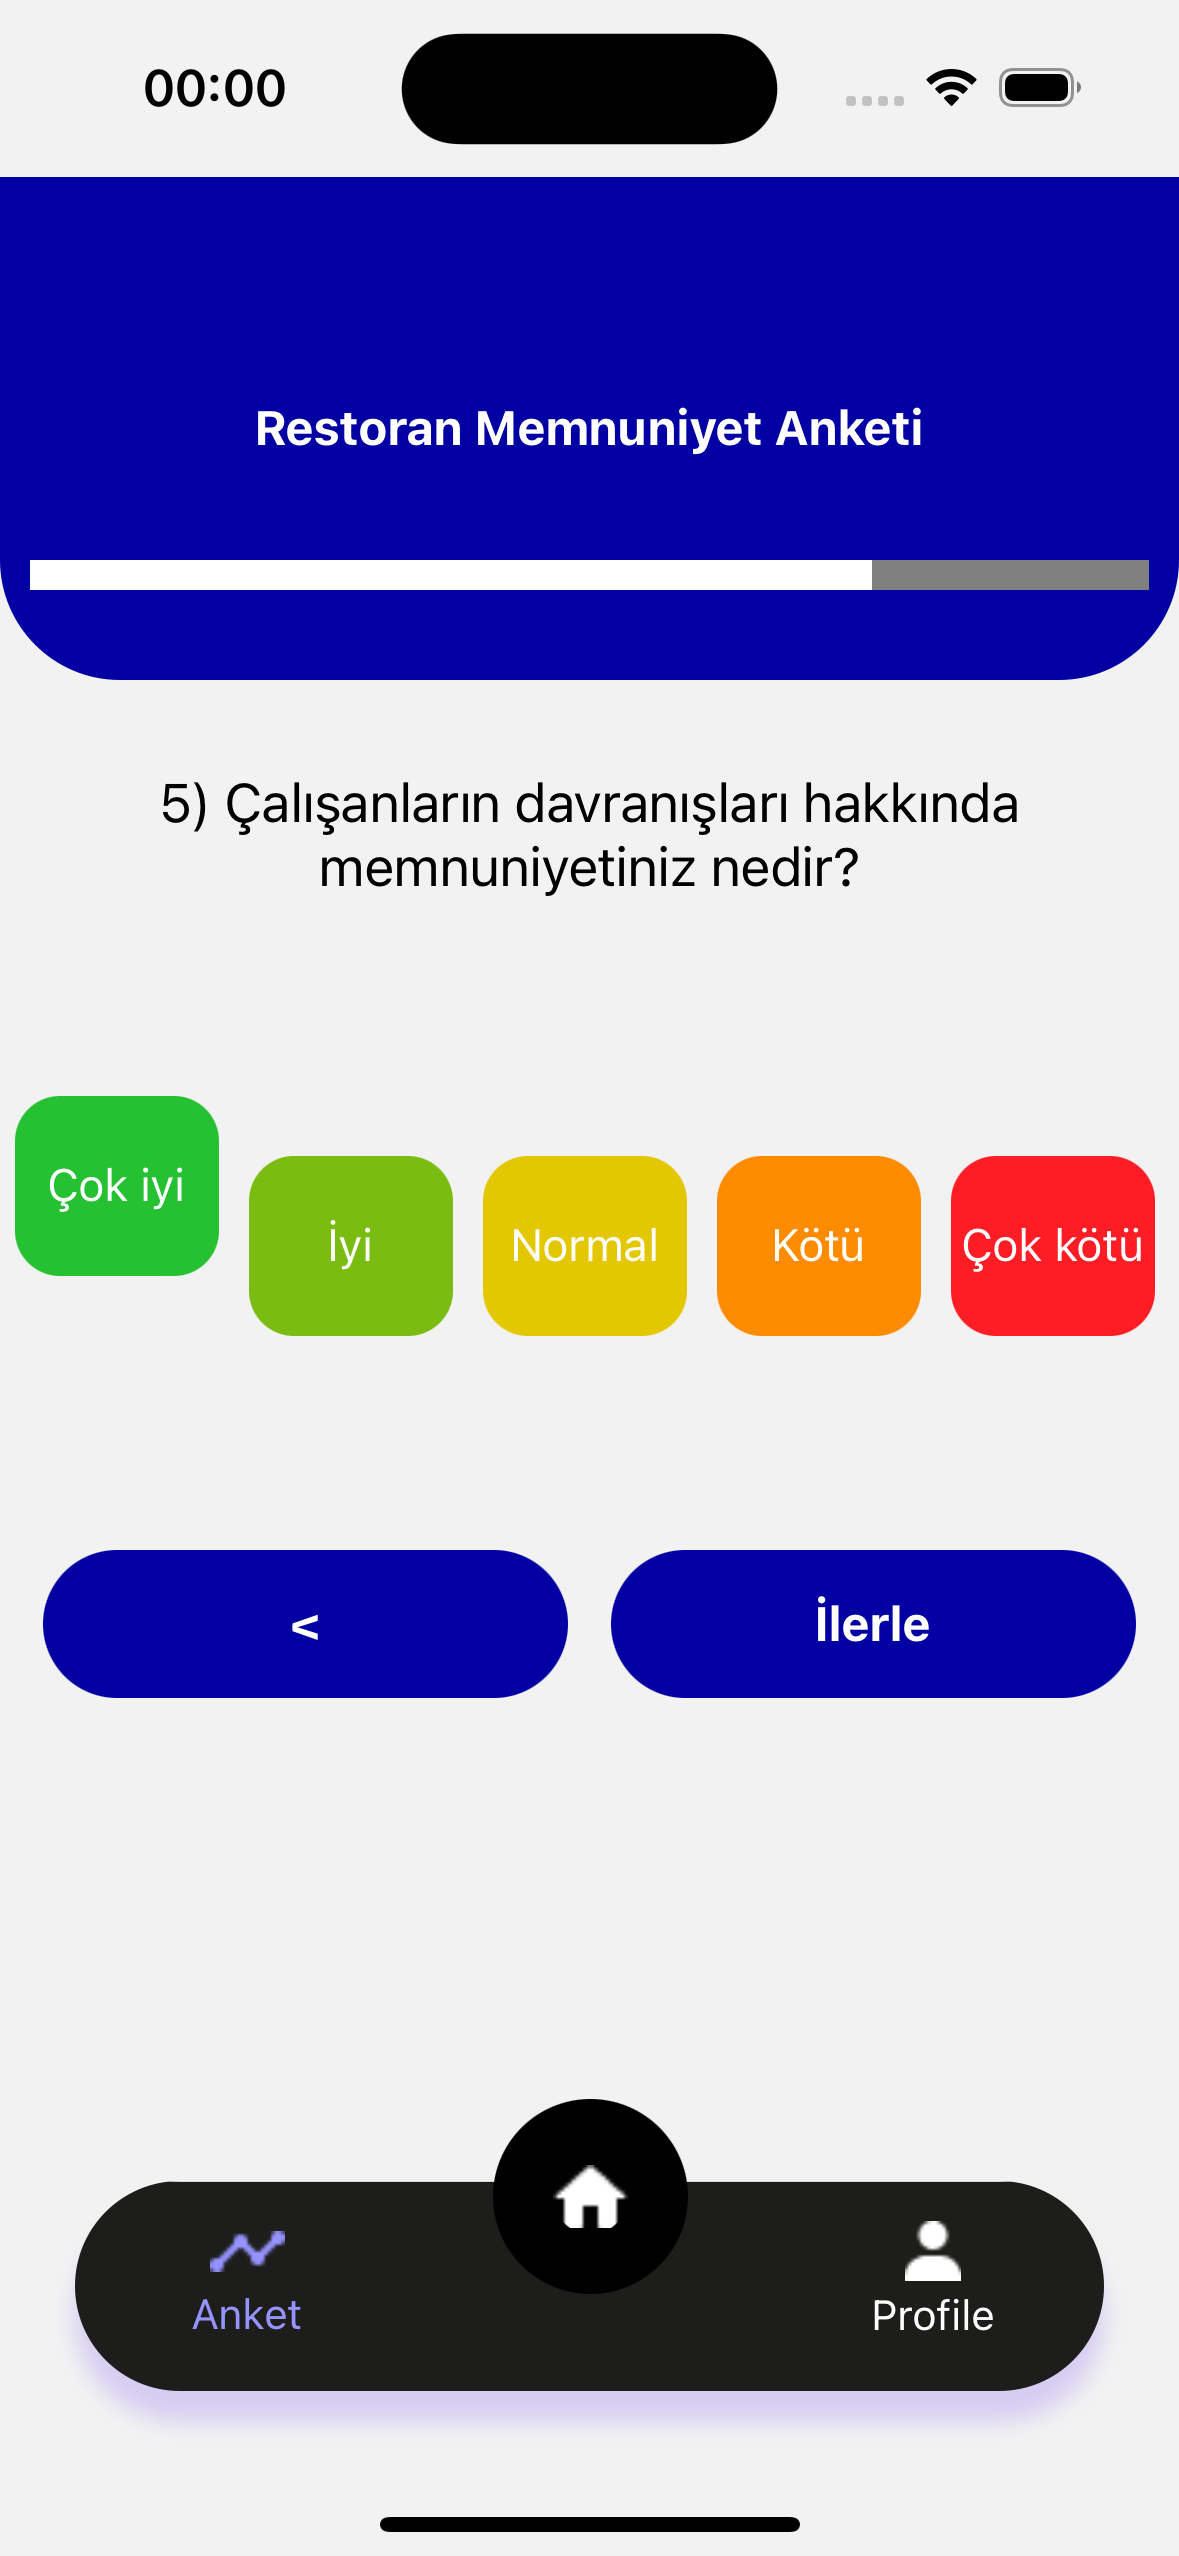 00:00
Restoran Memnuniyet Anketi
5) Çalışanların davranışları hakkında
memnuniyetiniz nedir?
Çok iyi
İyi
Normal
Kötü
Çok kötü
<
İlerle
Anket
Profile